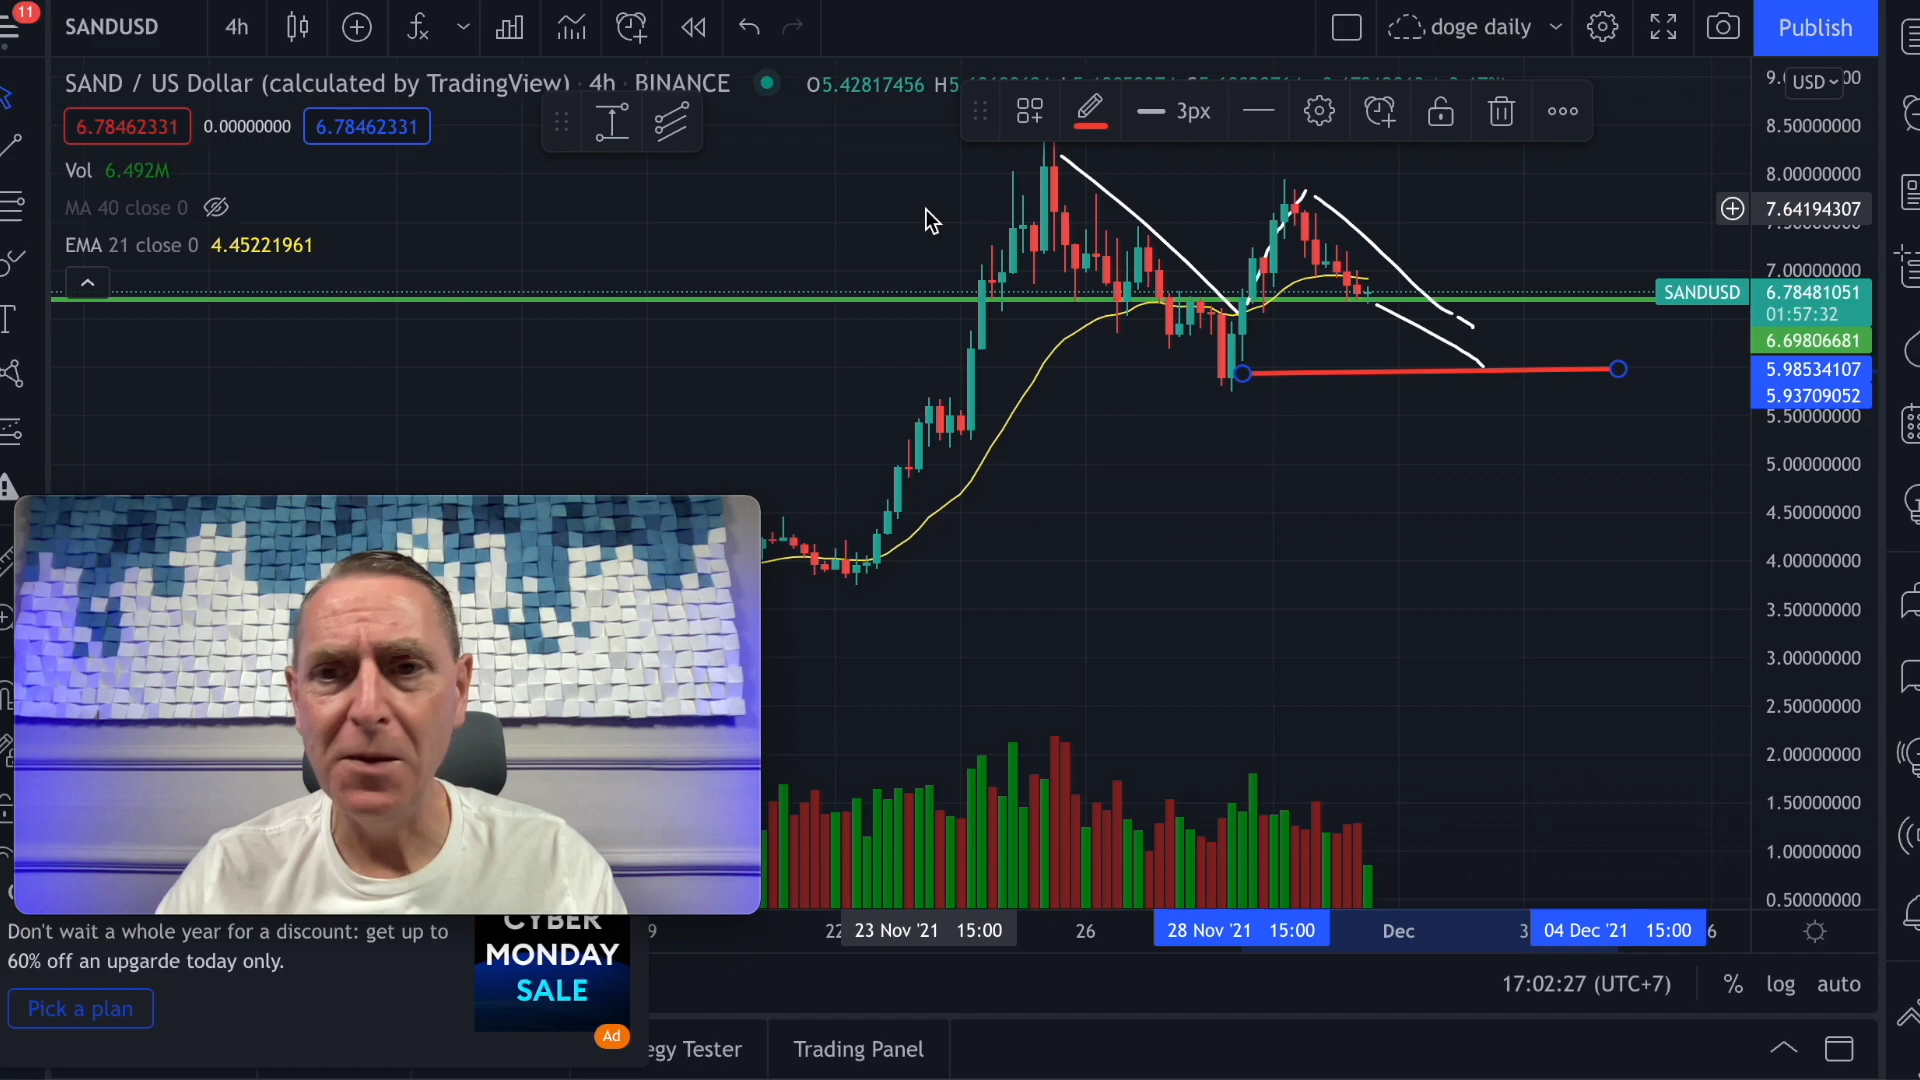 11
SANDUSD
4h
doge daily
Publish
SAND / US Dollar (calculated by TradingView) · 4h · BINANCE
O5.42817456 H5
USD
6.78462331
0.00000000
6.78462331
3px
Vol 6.492M
MA 40 close 0
EMA 21 close 0 4.45221961
8.50000000
8.00000000
7.64194307
7.00000000
SANDUSD
6.78481051
01:57:32
6.69806681
5.98534107
5.93709052
5.50000000
5.00000000
4.50000000
4.00000000
3.50000000
3.00000000
2.50000000
2.00000000
1.50000000
1.00000000
0.50000000
9
22
23 Nov '21 15:00
26
28 Nov '21 15:00
Dec
3
04 Dec '21 15:00
6
Don't wait a whole year for a discount: get up to
60% off an upgarde today only.
Pick a plan
CYBER
MONDAY
SALE
Ad
17:02:27 (UTC+7)
%
log
auto
egy Tester
Trading Panel